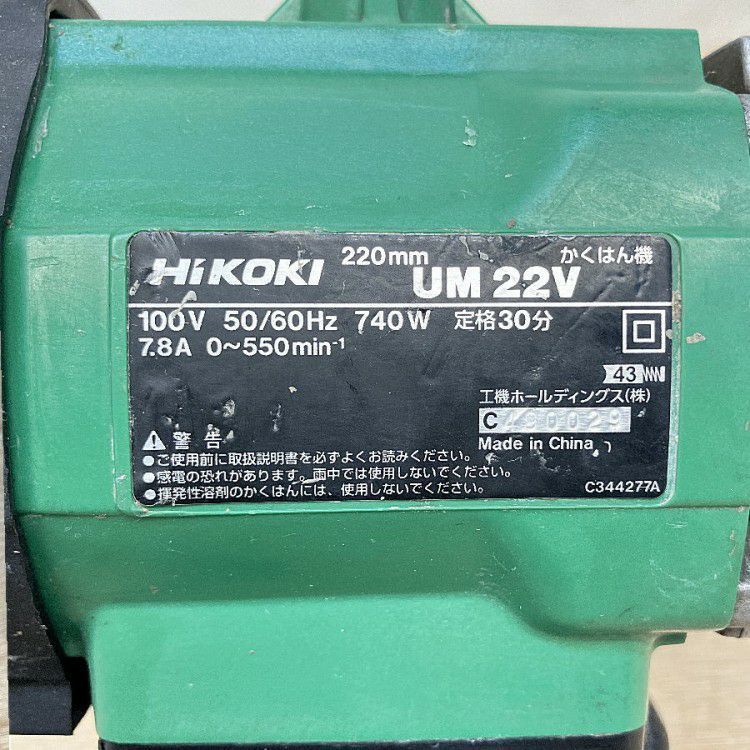 HiKOKI 220mm UM 22V かくはん機
100V 50/60Hz 740W 定格30分
7.8A 0~550min⁻¹
43
工機ホールディングス(株)
C
Made in China
⚠ 警告
●ご使用前に取扱説明書を必ずよくお読みください。
●感電の恐れがあります。雨中では使用しないでください。
●揮発性溶剤のかくはんには、使用しないでください。
C344277A